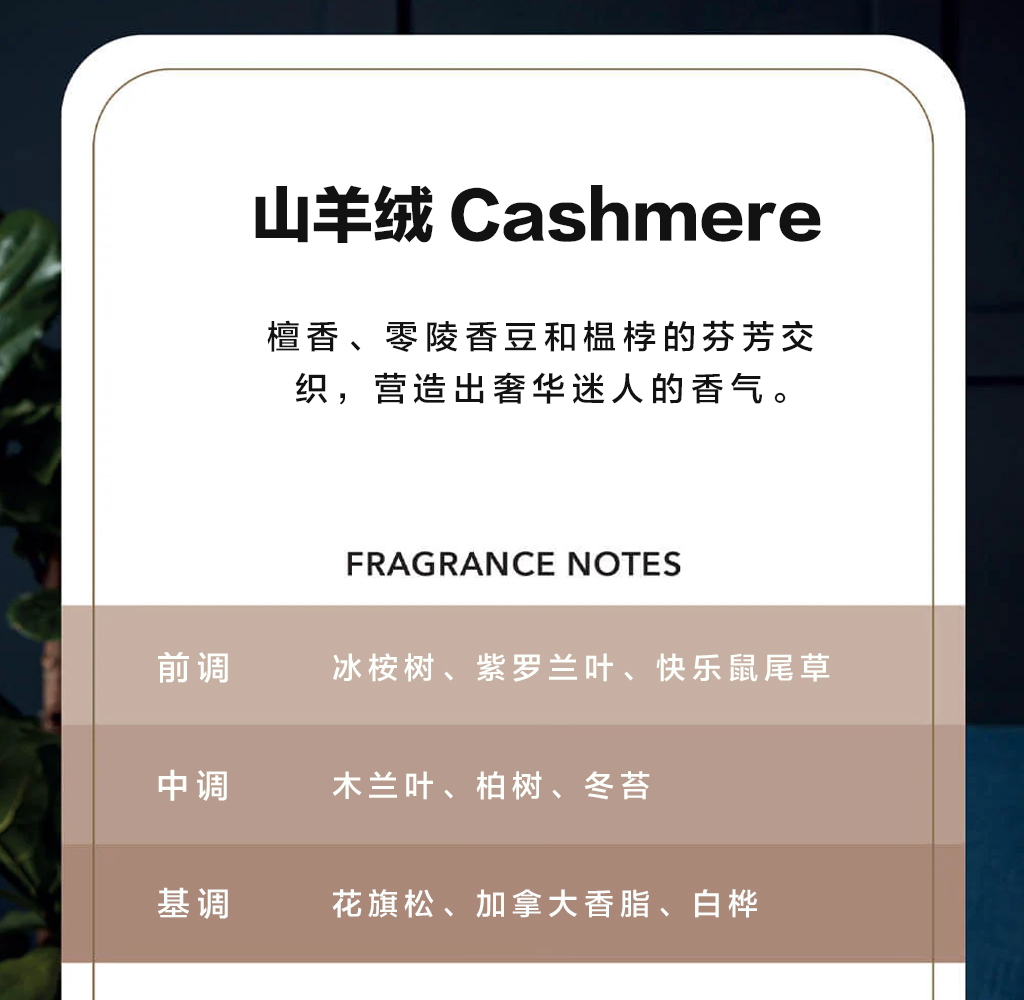 山羊绒 Cashmere
檀香、零陵香豆和榅桲的芬芳交
织，营造出奢华迷人的香气。
FRAGRANCE NOTES
前调 冰桉树、紫罗兰叶、快乐鼠尾草
中调 木兰叶、柏树、冬苔
基调 花旗松、加拿大香脂、白桦